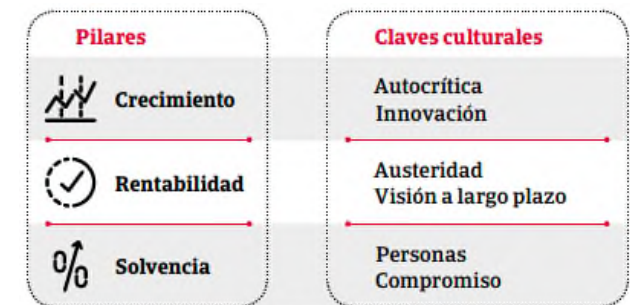 Pilares
Claves culturales
Crecimiento
Autocrítica
Innovación
Rentabilidad
Austeridad
Visión a largo plazo
Solvencia
Personas
Compromiso